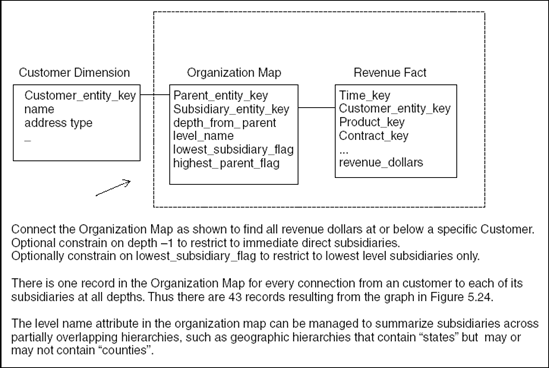 Customer Dimension
Organization Map
Revenue Fact
Customer_entity_key
name
address type
_
Parent_entity_key
Subsidiary_entity_key
depth_from_parent
level_name
lowest_subsidiary_flag
highest_parent_flag
Time_key
Customer_entity_key
Product_key
Contract_key
...
revenue_dollars
Connect the Organization Map as shown to find all revenue dollars at or below a specific Customer.
Optional constrain on depth –1 to restrict to immediate direct subsidiaries.
Optionally constrain on lowest_subsidiary_flag to restrict to lowest level subsidiaries only.
There is one record in the Organization Map for every connection from an customer to each of its
subsidiaries at all depths. Thus there are 43 records resulting from the graph in Figure 5.24.
The level name attribute in the organization map can be managed to summarize subsidiaries across
partially overlapping hierarchies, such as geographic hierarchies that contain “states” but may or
may not contain “counties”.